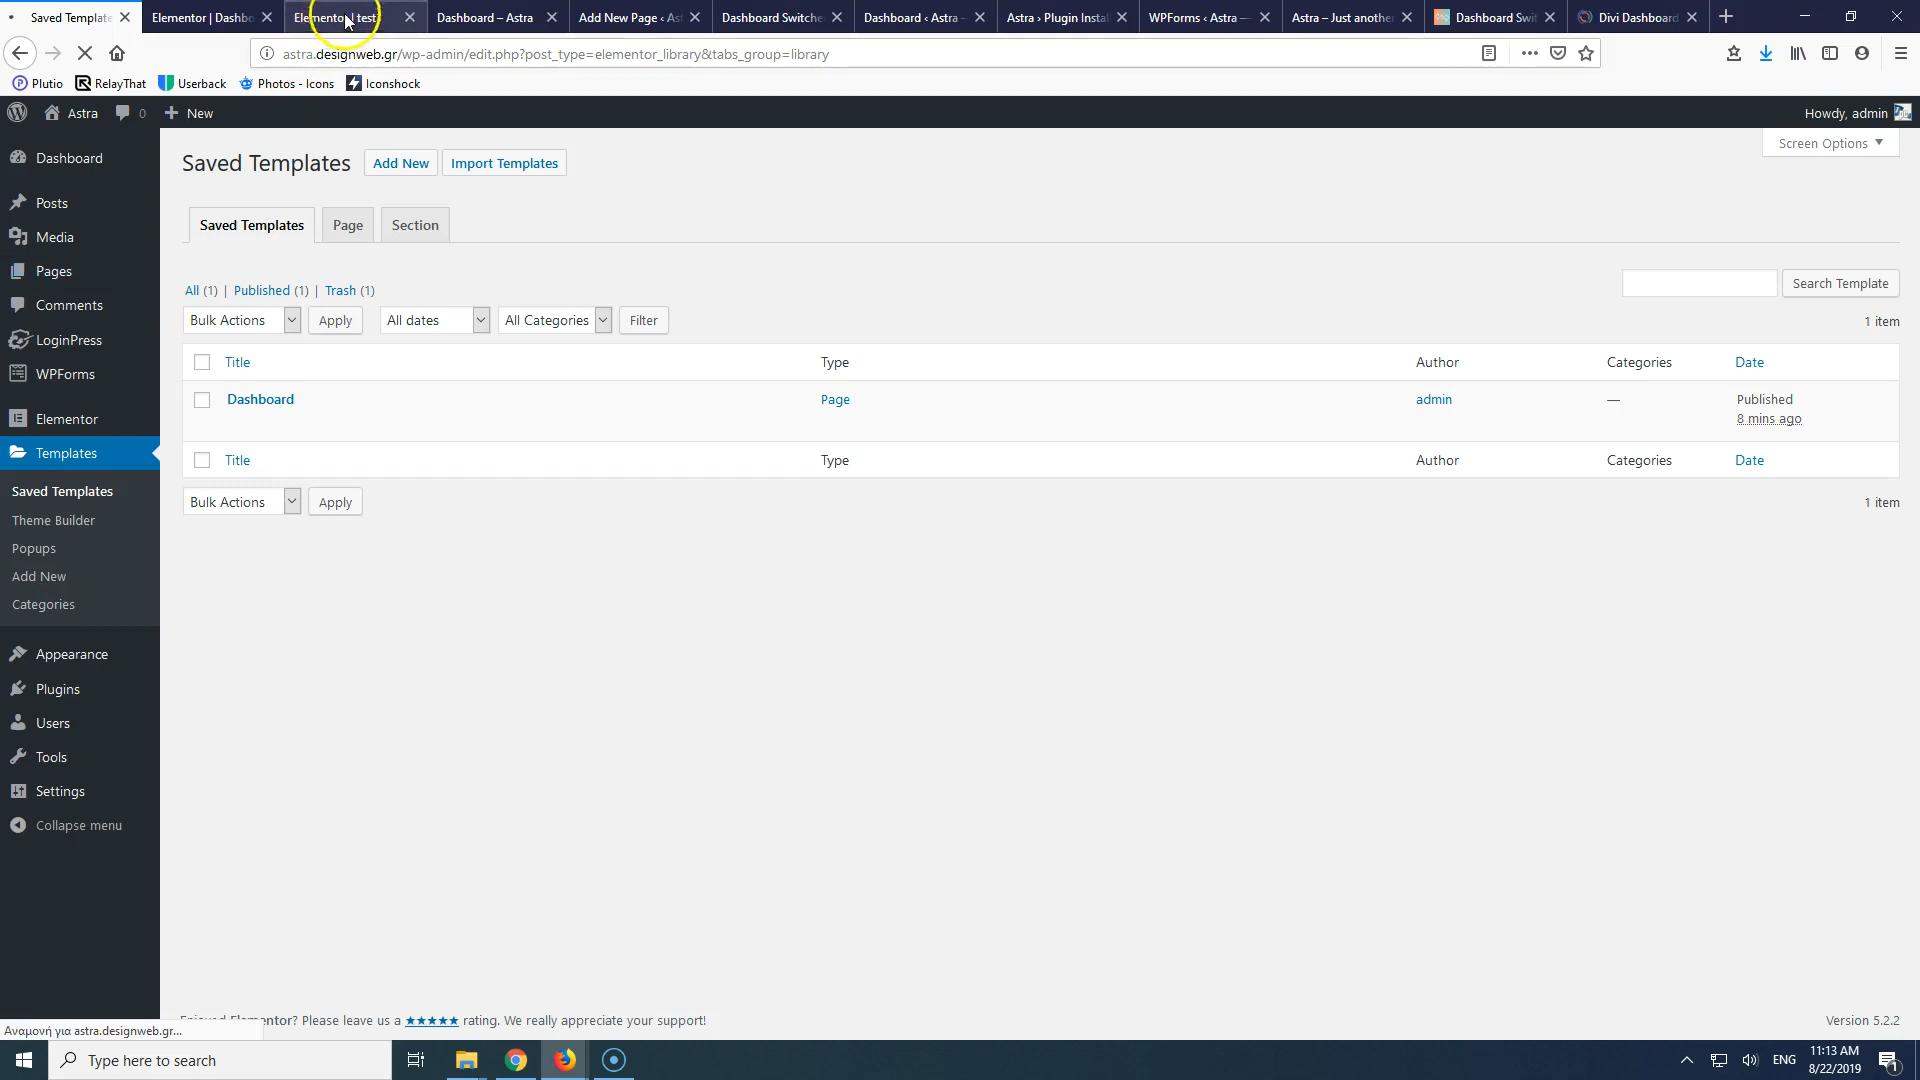 Saved Template
Elementor | Dashbo
Elementor | test
Dashboard – Astra
Add New Page ‹ Ast
Dashboard Switche
Dashboard ‹ Astra –
Astra › Plugin Instal
WPForms ‹ Astra —
Astra – Just another
Dashboard Swit
Divi Dashboard
astra.designweb.gr/wp-admin/edit.php?post_type=elementor_library&tabs_group=library
Plutio
RelayThat
Userback
Photos - Icons
Iconshock
Astra
0
New
Howdy, admin
Dashboard
Posts
Media
Pages
Comments
LoginPress
WPForms
Elementor
Templates
Saved Templates
Theme Builder
Popups
Add New
Categories
Appearance
Plugins
Users
Tools
Settings
Collapse menu
Screen Options
Saved Templates
Add New
Import Templates
Saved Templates
Page
Section
All (1) | Published (1) | Trash (1)
Search Template
Bulk Actions
Apply
All dates
All Categories
Filter
1 item
Title
Type
Author
Categories
Date
Dashboard
Page
admin
—
Published
8 mins ago
Title
Type
Author
Categories
Date
Bulk Actions
Apply
1 item
Enjoyed Elementor? Please leave us a ★★★★★ rating. We really appreciate your support!
Version 5.2.2
Αναμονή για astra.designweb.gr...
Type here to search
ENG
11:13 AM
8/22/2019
1